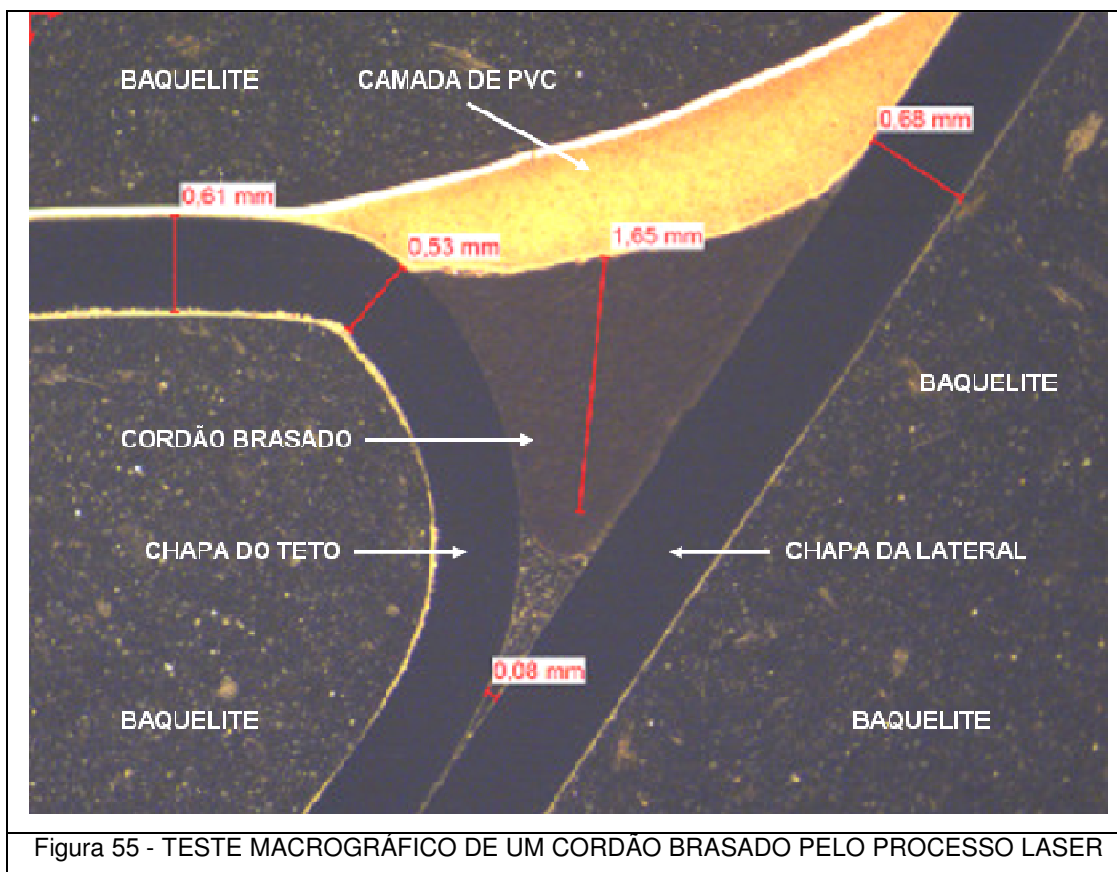 BAQUELITE
CAMADA DE PVC
0,68 mm
0,61 mm
0,53 mm
1,65 mm
BAQUELITE
CORDÃO BRASADO
CHAPA DO TETO
CHAPA DA LATERAL
0,08 mm
BAQUELITE
BAQUELITE
Figura 55 - TESTE MACROGRÁFICO DE UM CORDÃO BRASADO PELO PROCESSO LASER